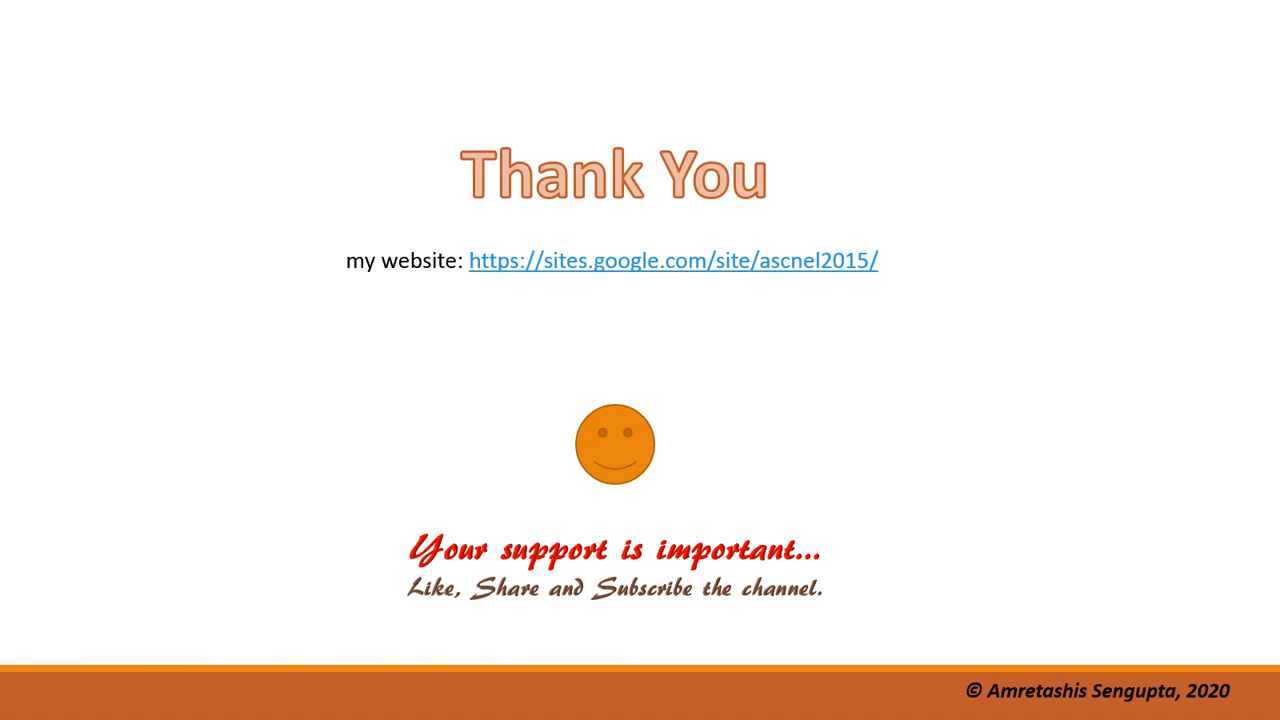 Thank You
my website: https://sites.google.com/site/ascnel2015/
Your support is important...
Like, Share and Subscribe the channel.
© Amretashis Sengupta, 2020